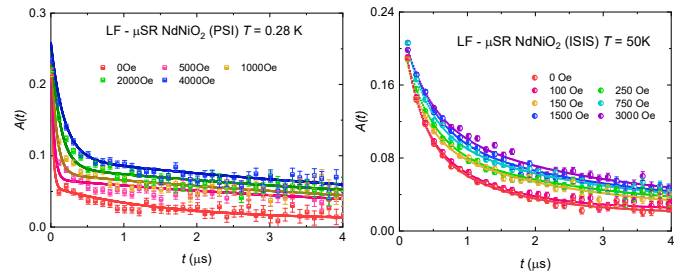 LF - μSR NdNiO₂ (PSI) T = 0.28 K
0Oe 500Oe 1000Oe
2000Oe 4000Oe
A(t)
0.3
0.2
0.1
0.0
0 1 2 3 4
t (μs)
LF - μSR NdNiO₂ (ISIS) T = 50K
0 Oe
100 Oe 250 Oe
150 Oe 750 Oe
1500 Oe 3000 Oe
A(t)
0.24
0.16
0.08
0.00
0 1 2 3 4
t (μs)